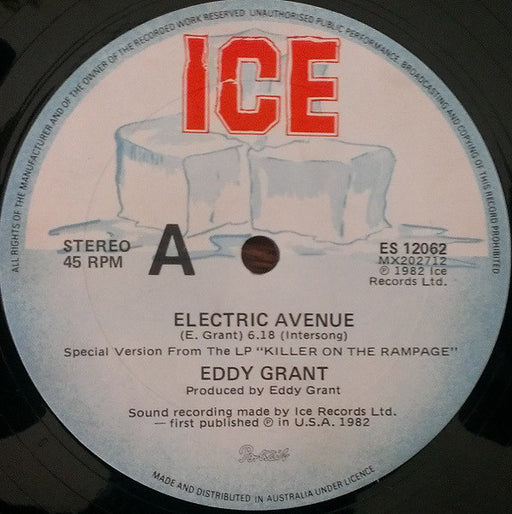 ALL RIGHTS OF THE MANUFACTURER AND OF THE OWNER OF THE RECORDED WORK RESERVED UNAUTHORISED PUBLIC PERFORMANCE, BROADCASTING AND COPYING OF THIS RECORD PROHIBITED
ICE
STEREO
45 RPM
A
ES 12062
MX202712
℗ 1982 Ice
Records Ltd.
ELECTRIC AVENUE
(E. Grant) 6.18 (Intersong)
Special Version From The LP "KILLER ON THE RAMPAGE"
EDDY GRANT
Produced by Eddy Grant
Sound recording made by Ice Records Ltd.
— first published ℗ in U.S.A. 1982
MADE AND DISTRIBUTED IN AUSTRALIA UNDER LICENCE